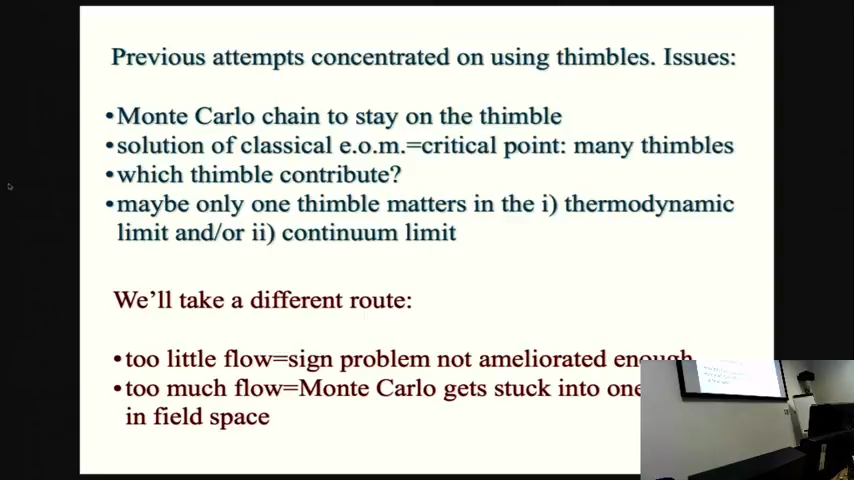 Previous attempts concentrated on using thimbles. Issues:
•Monte Carlo chain to stay on the thimble
•solution of classical e.o.m.=critical point: many thimbles
•which thimble contribute?
•maybe only one thimble matters in the i) thermodynamic
limit and/or ii) continuum limit
We'll take a different route:
•too little flow=sign problem not ameliorated enough
•too much flow=Monte Carlo gets stuck into one
in field space